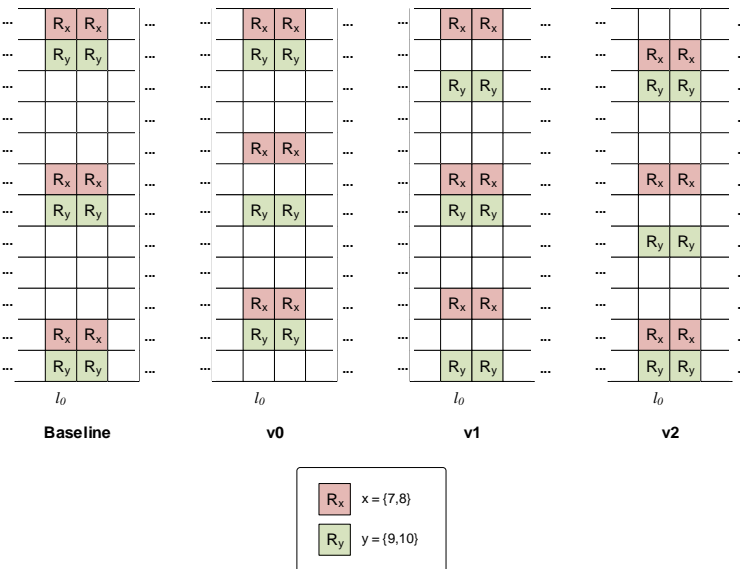 ... Rx Rx ... ... Rx Rx ... ... Rx Rx ... ...
... Ry Ry ... ... Ry Ry ... ... ... ... Rx Rx
... ... ... ... ... Ry Ry ... ... Ry Ry
... ... ... ... ... ... ...
... ... ... Rx Rx ... ... ... ...
... Rx Rx ... ... ... ... Rx Rx ... ... Rx Rx
... Ry Ry ... ... Ry Ry ... ... Ry Ry ... ...
... ... ... ... ... ... ... Ry Ry
... ... ... ... ... ... ...
... ... ... Rx Rx ... ... Rx Rx ... ...
... Rx Rx ... ... Ry Ry ... ... ... ... Rx Rx
... Ry Ry ... ... ... ... Ry Ry ... ... Ry Ry
l0 l0 l0 l0
Baseline v0 v1 v2
Rx x = {7,8}
Ry y = {9,10}